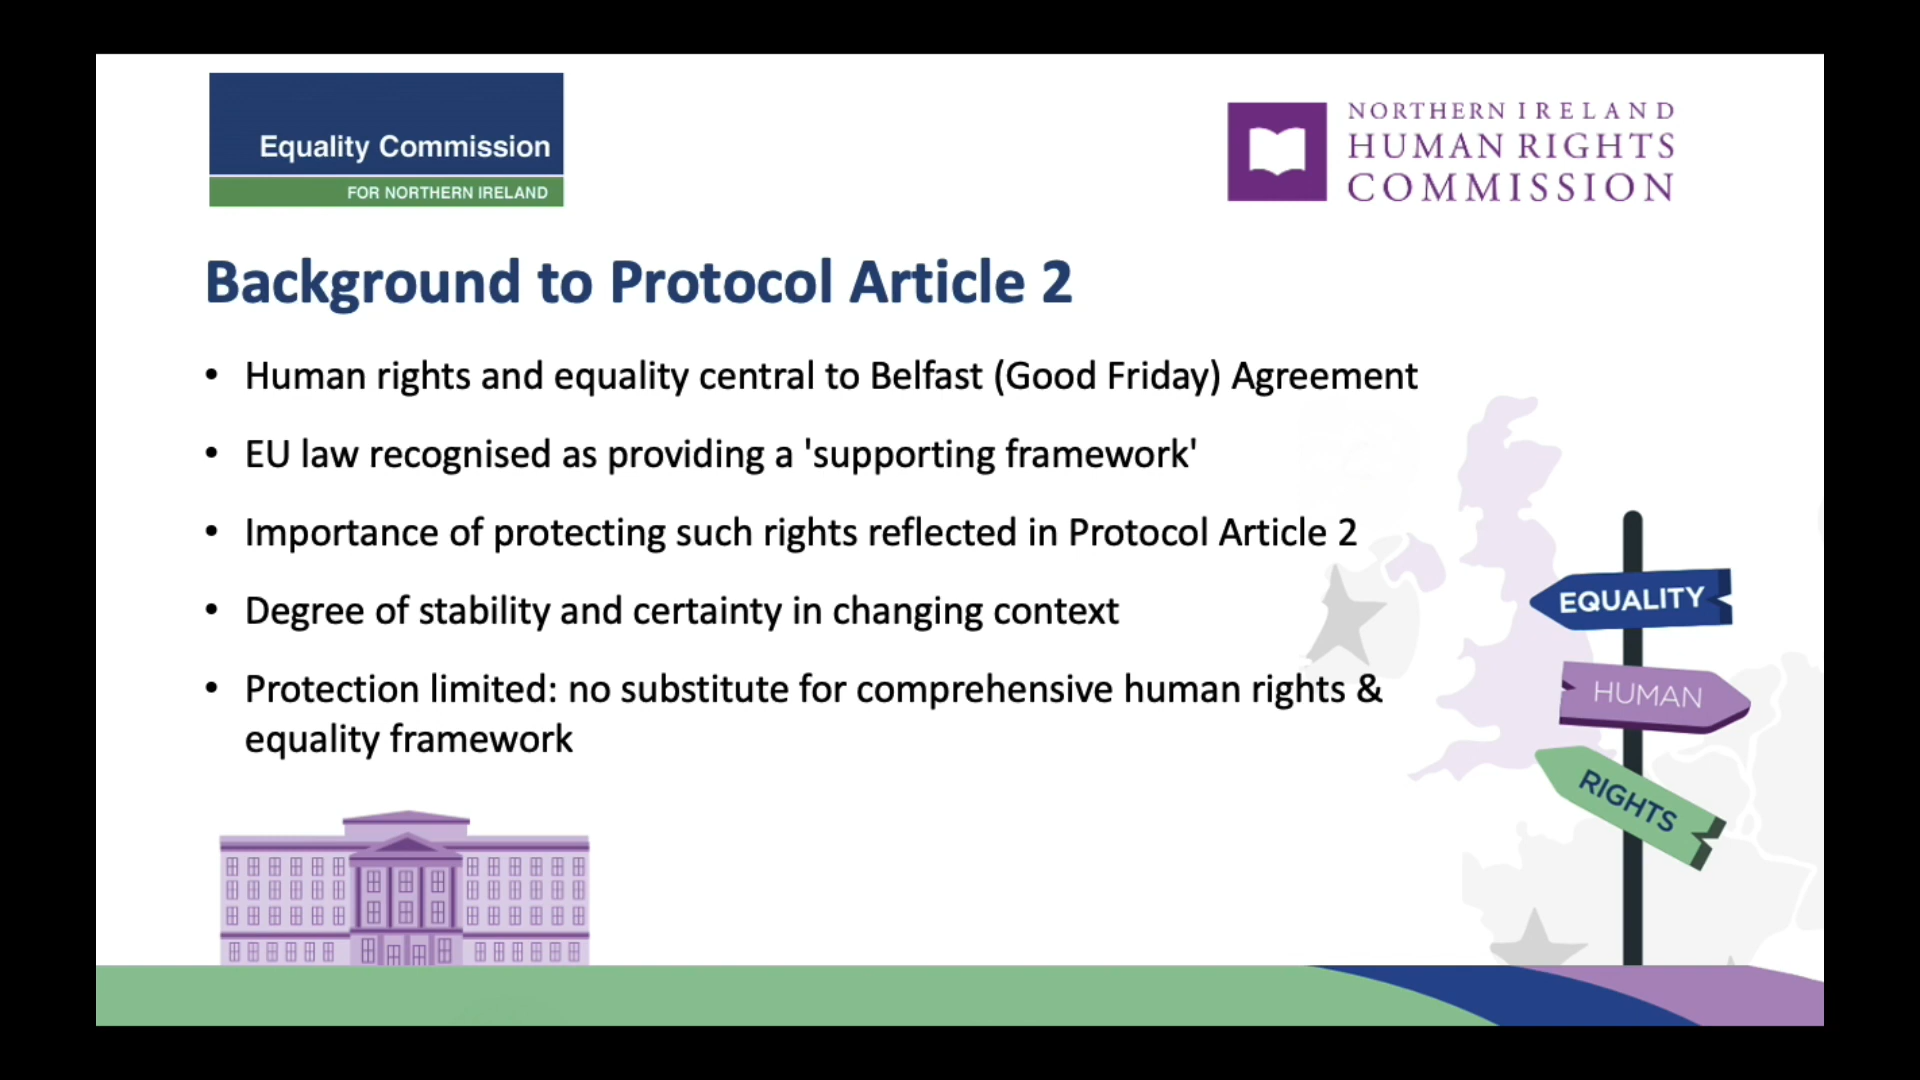 Equality Commission
FOR NORTHERN IRELAND
NORTHERN IRELAND
HUMAN RIGHTS
COMMISSION
Background to Protocol Article 2
• Human rights and equality central to Belfast (Good Friday) Agreement
• EU law recognised as providing a 'supporting framework'
• Importance of protecting such rights reflected in Protocol Article 2
• Degree of stability and certainty in changing context
• Protection limited: no substitute for comprehensive human rights &
equality framework
EQUALITY
HUMAN
RIGHTS